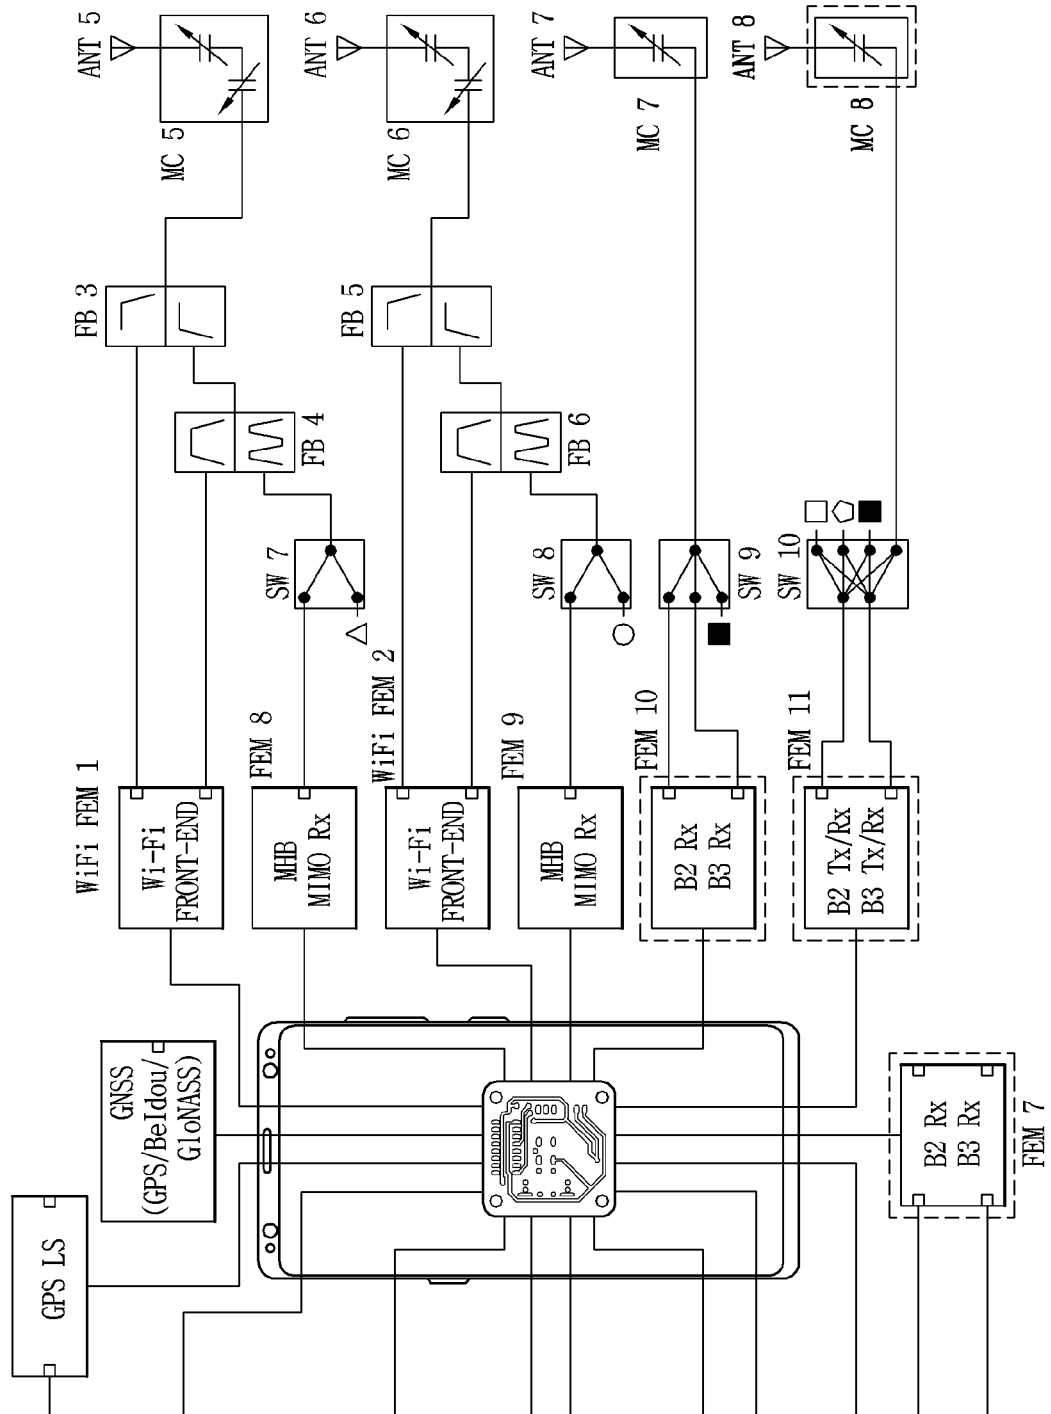 ANT 5
MC 5
ANT 6
MC 6
ANT 7
MC 7
ANT 8
MC 8
FB 3
FB 4
FB 5
FB 6
SW 7
SW 8
SW 9
SW 10
WiFi FEM 1
Wi-Fi
FRONT-END
FEM 8
MHB
MIMO Rx
WiFi FEM 2
Wi-Fi
FRONT-END
FEM 9
MHB
MIMO Rx
FEM 10
B2 Rx
B3 Rx
FEM 11
B2 Tx/Rx
B3 Tx/Rx
GNSS
(GPS/BeIdou/
GloNASS)
GPS LS
B2 Rx
B3 Rx
FEM 7